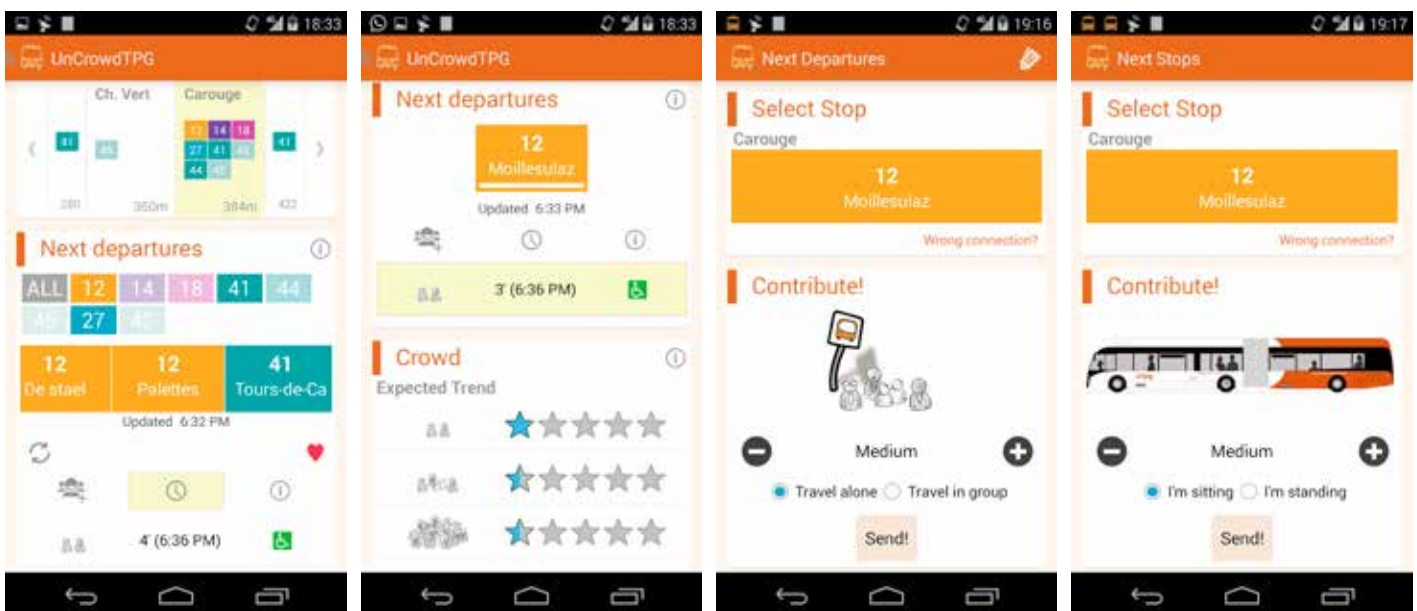 18:33
UnCrowdTPG
Ch. Vert Carouge
12 14 18
41 41
27 41
44
350m 384m 422
Next departures
ALL 12 14 18 41 44
27
12 12 41
De stael Palettes Tours-de-Ca
Updated 6:32 PM
4' (6:36 PM)
18:33
UnCrowdTPG
Next departures
12
Moillesulaz
Updated 6:33 PM
3' (6:36 PM)
Crowd
Expected Trend
19:16
Next Departures
Select Stop
Carouge
12
Moillesulaz
Wrong connection?
Contribute!
Medium
Travel alone Travel in group
Send!
19:17
Next Stops
Select Stop
Carouge
12
Moillesulaz
Wrong connection?
Contribute!
Medium
I'm sitting I'm standing
Send!